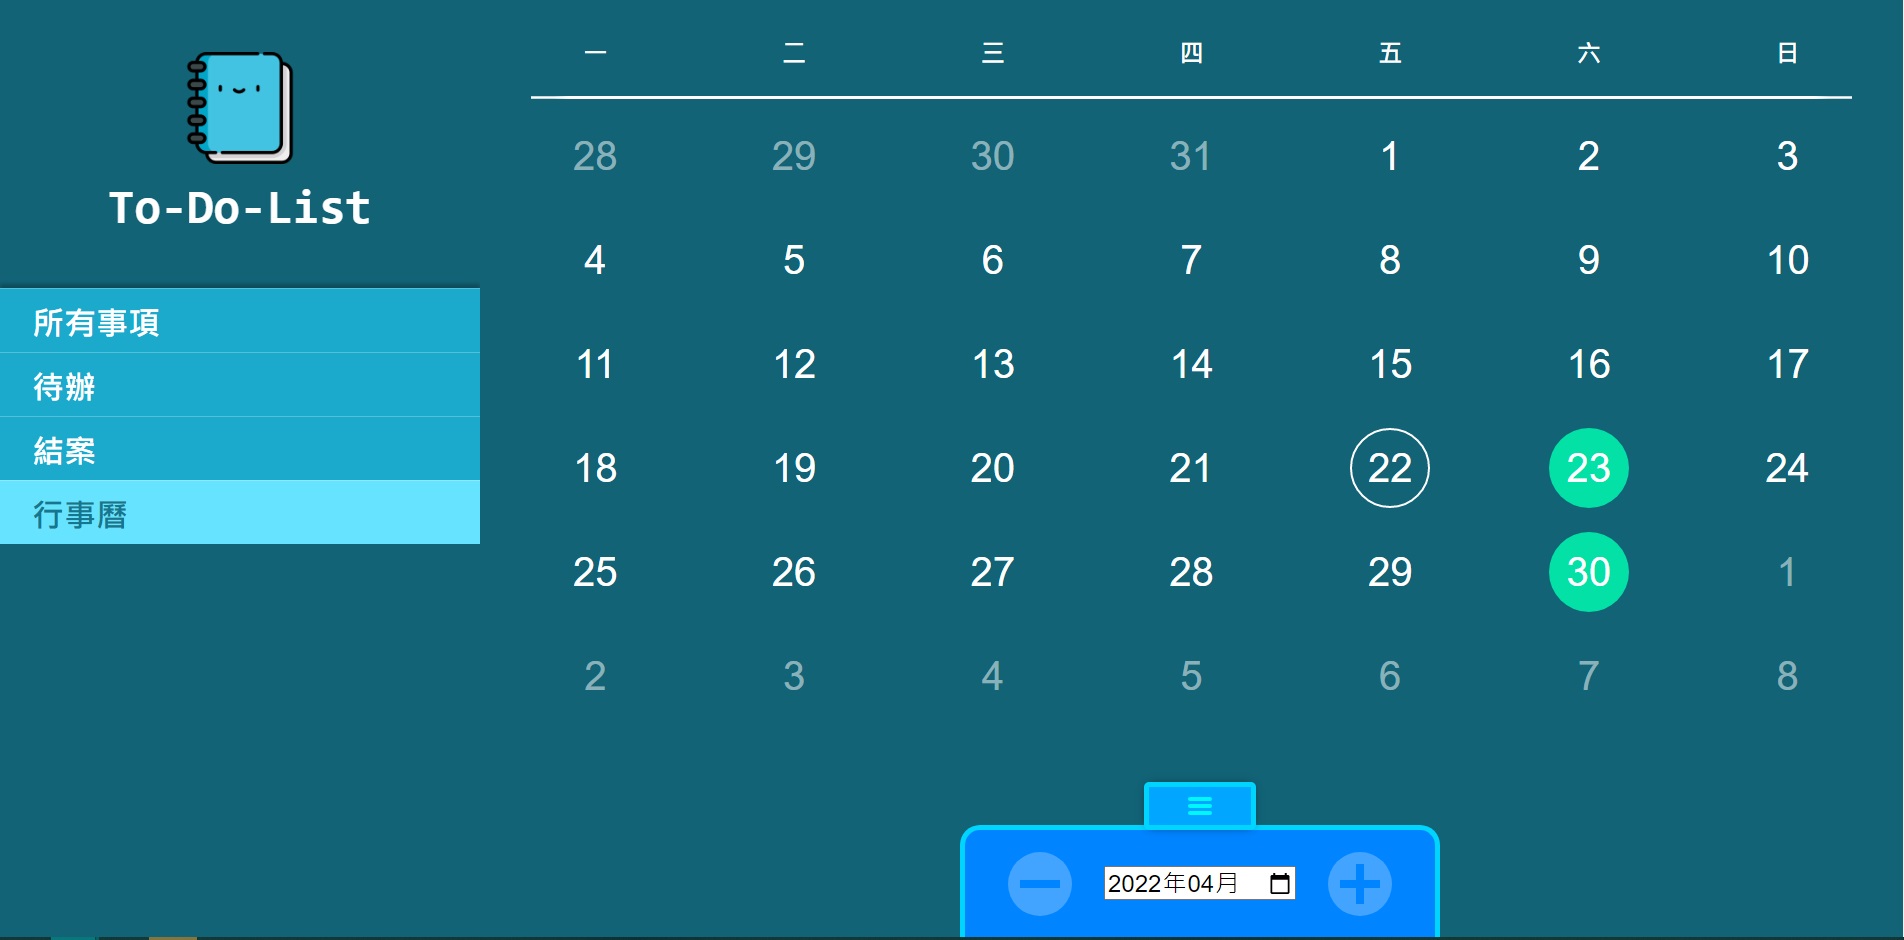 To-Do-List
所有事項
待辦
結案
行事曆
一 二 三 四 五 六 日
28 29 30 31 1 2 3
4 5 6 7 8 9 10
11 12 13 14 15 16 17
18 19 20 21 22 23 24
25 26 27 28 29 30 1
2 3 4 5 6 7 8
2022年04月